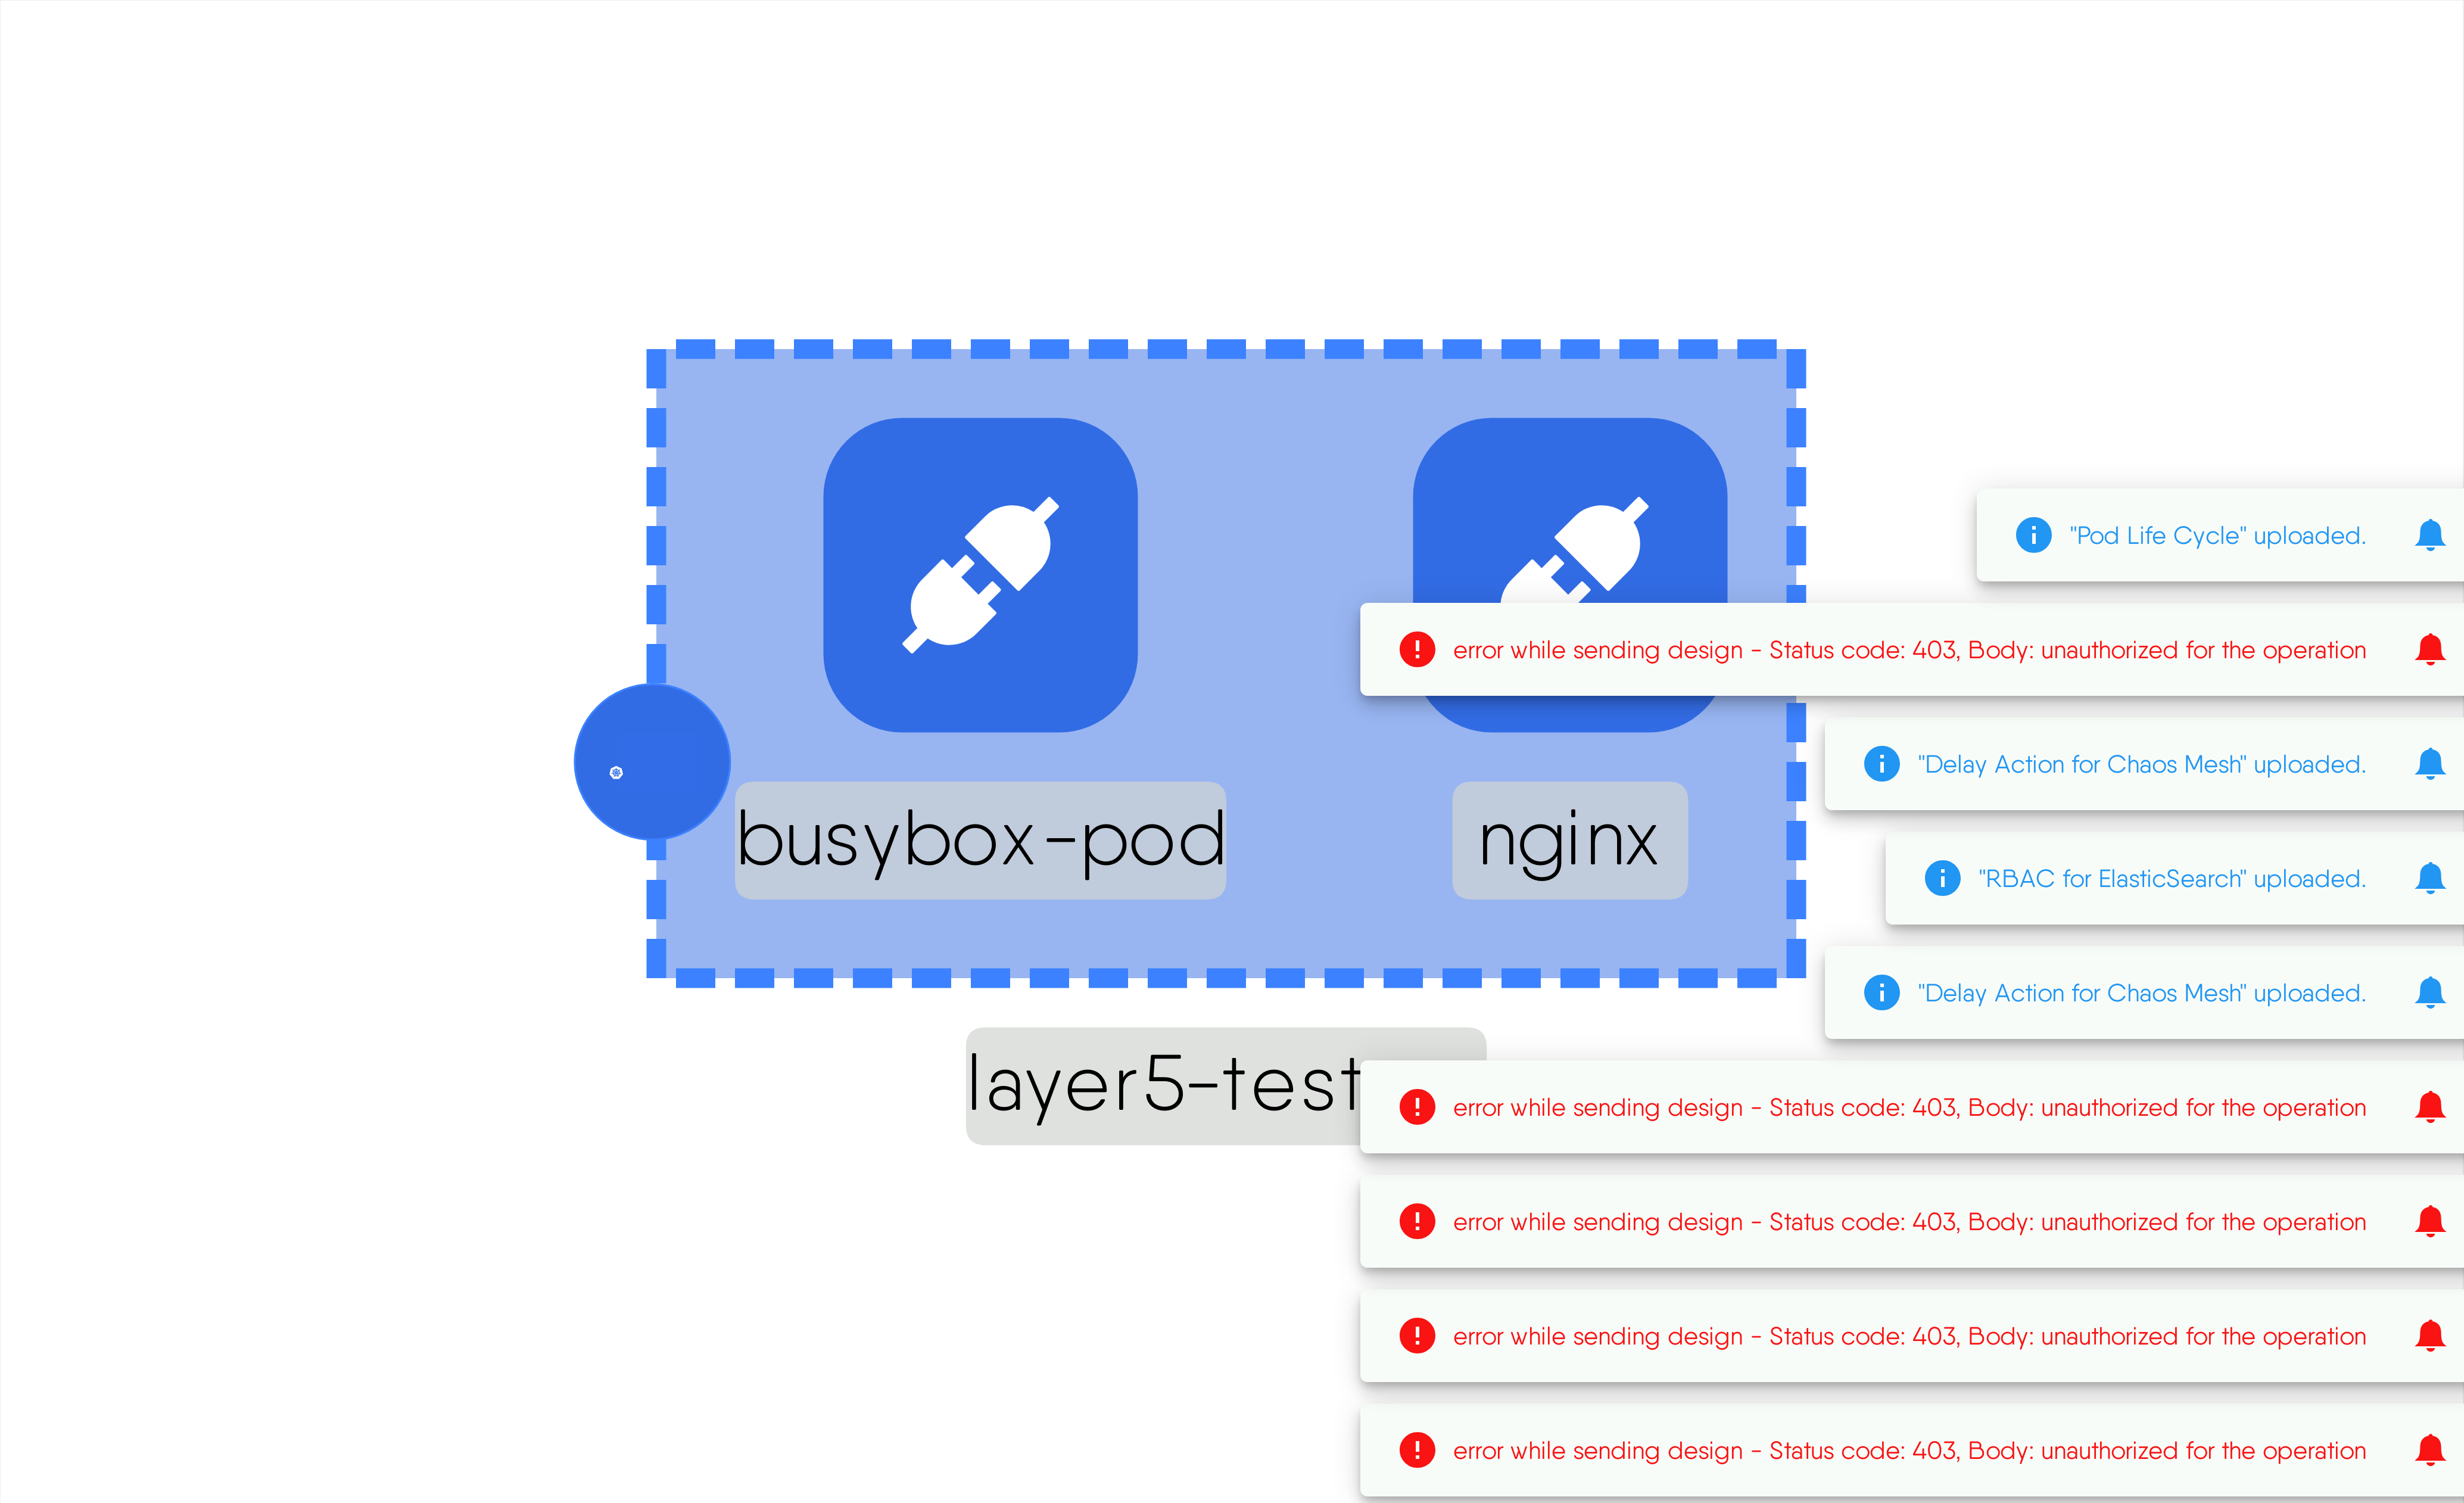 busybox-pod
nginx
layer5-test
"Pod Life Cycle" uploaded.
error while sending design - Status code: 403, Body: unauthorized for the operation
"Delay Action for Chaos Mesh" uploaded.
"RBAC for ElasticSearch" uploaded.
"Delay Action for Chaos Mesh" uploaded.
error while sending design - Status code: 403, Body: unauthorized for the operation
error while sending design - Status code: 403, Body: unauthorized for the operation
error while sending design - Status code: 403, Body: unauthorized for the operation
error while sending design - Status code: 403, Body: unauthorized for the operation